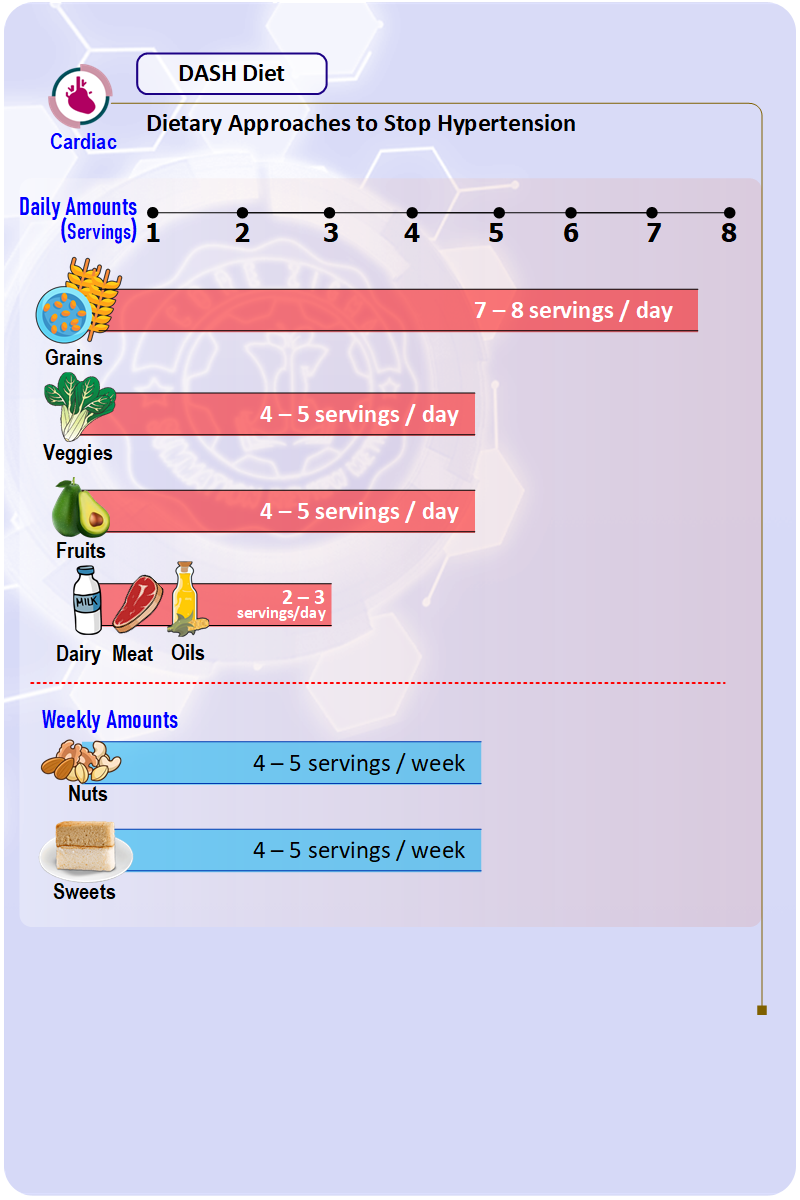 DASH Diet
Dietary Approaches to Stop Hypertension
Cardiac
Daily Amounts
(Servings)
1 2 3 4 5 6 7 8
7 – 8 servings / day
Grains
4 – 5 servings / day
Veggies
4 – 5 servings / day
Fruits
MILK
2 – 3
servings/day
Dairy Meat Oils
Weekly Amounts
4 – 5 servings / week
Nuts
4 – 5 servings / week
Sweets